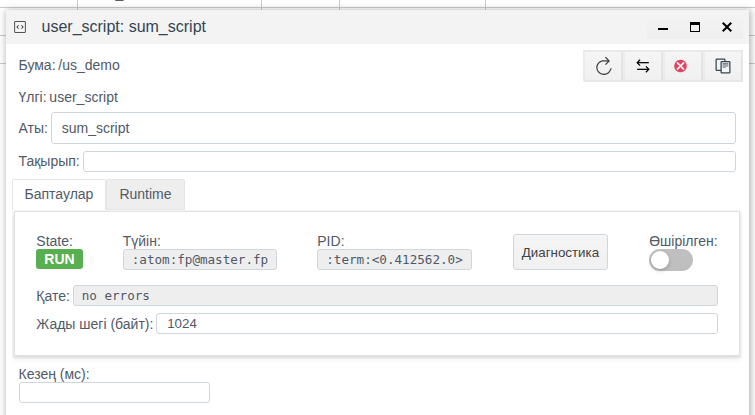 user_script: sum_script
Бума: /us_demo
Үлгі: user_script
Аты: sum_script
Тақырып:
Баптаулар Runtime
State: Түйін: PID: Диагностика Өшірілген:
RUN :atom:fp@master.fp :term:<0.412562.0>
Қате: no errors
Жады шегі (байт): 1024
Кезең (мс):